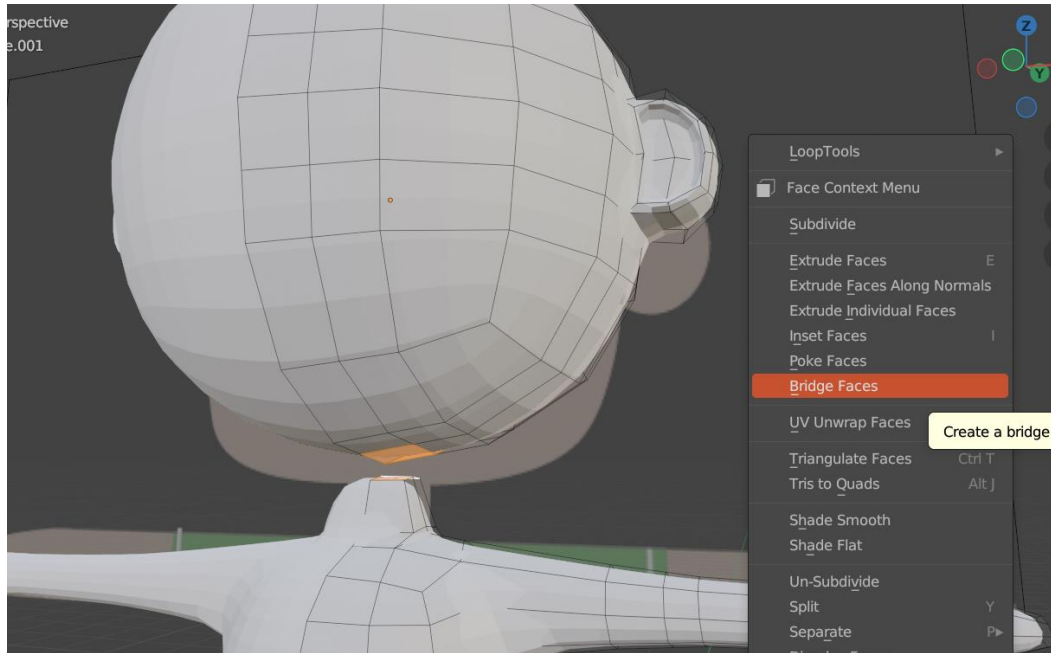 rspective
e.001
Z
Y
LoopTools
Face Context Menu
Subdivide
Extrude Faces E
Extrude Faces Along Normals
Extrude Individual Faces
Inset Faces I
Poke Faces
Bridge Faces
UV Unwrap Faces
Create a bridge
Triangulate Faces Ctrl T
Tris to Quads Alt J
Shade Smooth
Shade Flat
Un-Subdivide
Split Y
Separate P